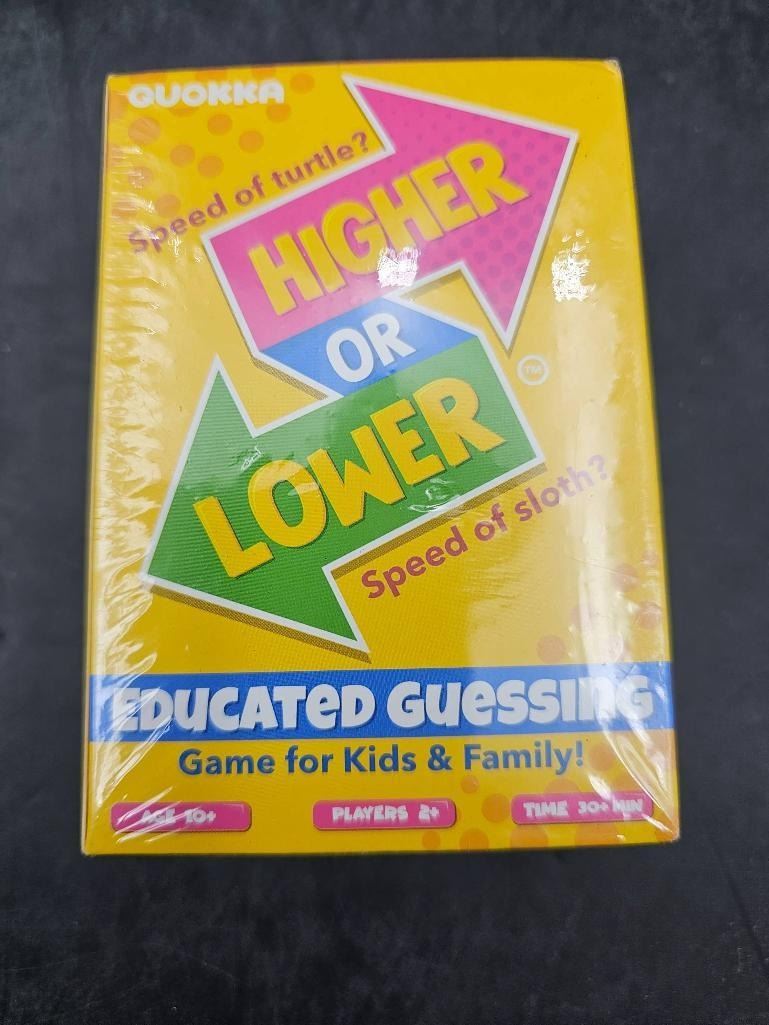 QUOKKA
Speed of turtle?
HIGHER
OR
LOWER
TM
Speed of sloth?
EDUCATED GUESSING
Game for Kids & Family!
AGE 10+
PLAYERS 2+
TIME 30+ MIN